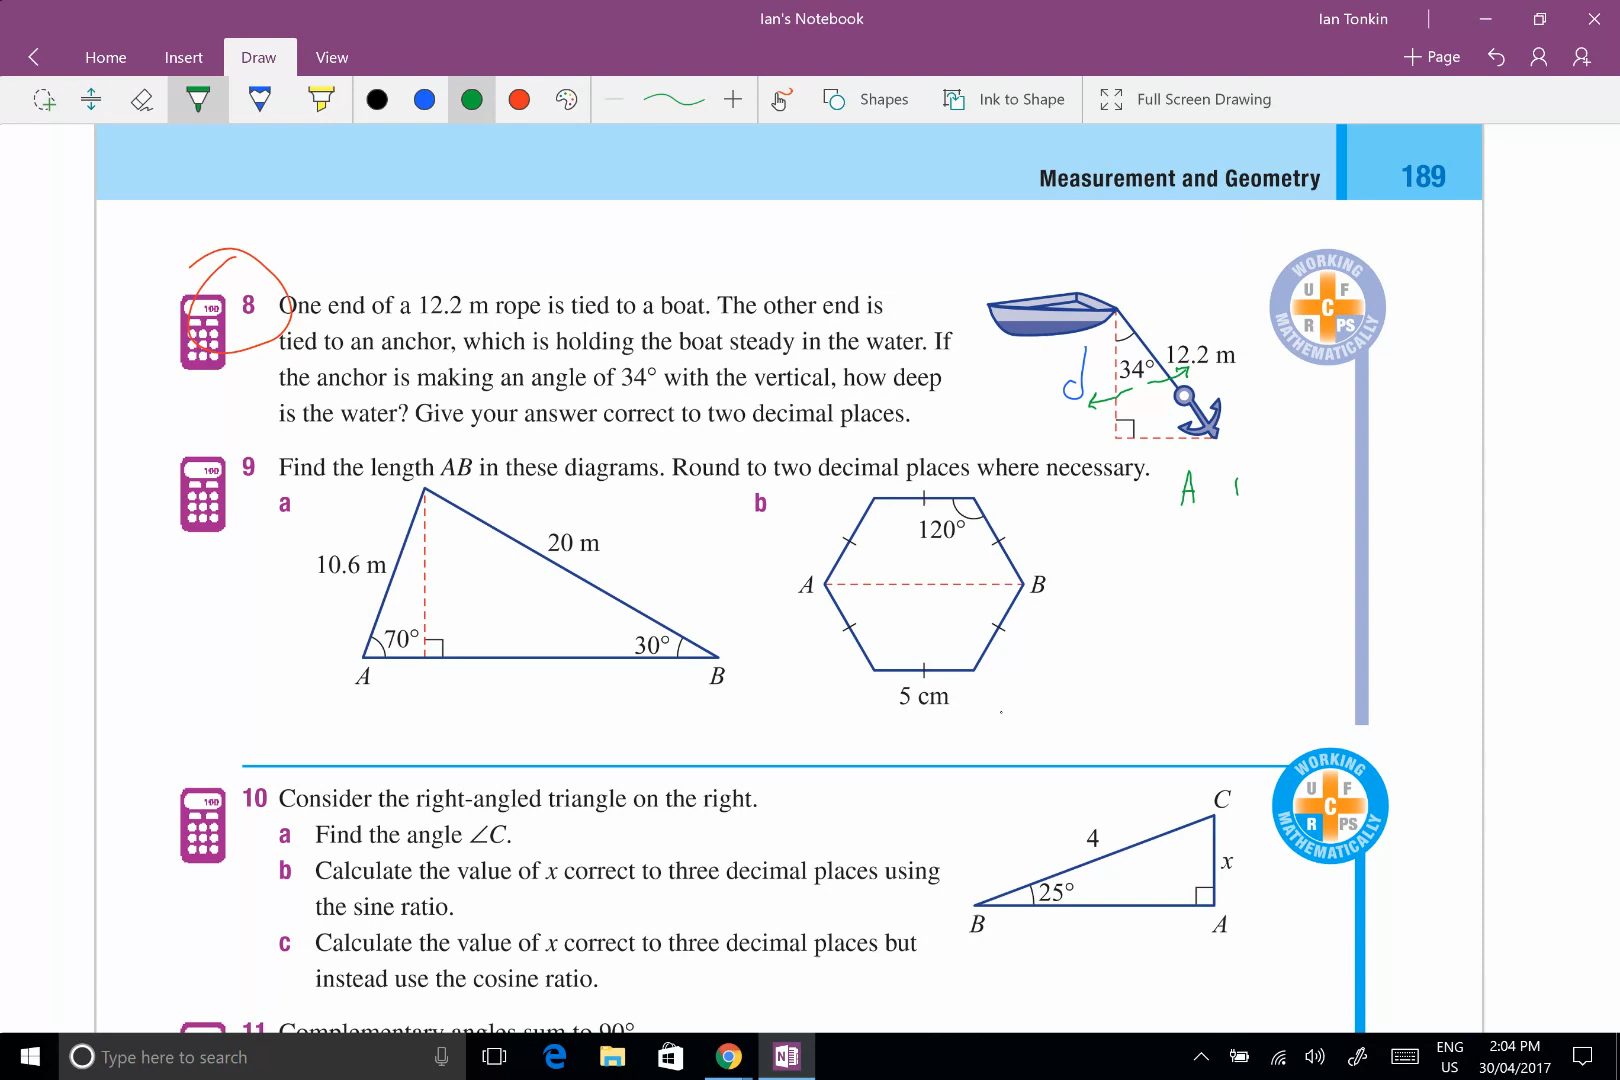 Ian's Notebook
Ian Tonkin
Home Insert Draw View
Page
Shapes Ink to Shape Full Screen Drawing
Measurement and Geometry 189
8 One end of a 12.2 m rope is tied to a boat. The other end is
tied to an anchor, which is holding the boat steady in the water. If
the anchor is making an angle of 34° with the vertical, how deep
is the water? Give your answer correct to two decimal places.
d
34°
12.2 m
A
WORKING
U F
C
R PS
MATHEMATICALLY
9 Find the length AB in these diagrams. Round to two decimal places where necessary.
a
10.6 m
20 m
70°
30°
A
B
b
120°
A
B
5 cm
10 Consider the right-angled triangle on the right.
a Find the angle ∠C.
b Calculate the value of x correct to three decimal places using
the sine ratio.
c Calculate the value of x correct to three decimal places but
instead use the cosine ratio.
C
4
x
25°
B
A
WORKING
U F
C
R PS
MATHEMATICALLY
11 Complementary angles sum to 90°
Type here to search
ENG
US
2:04 PM
30/04/2017